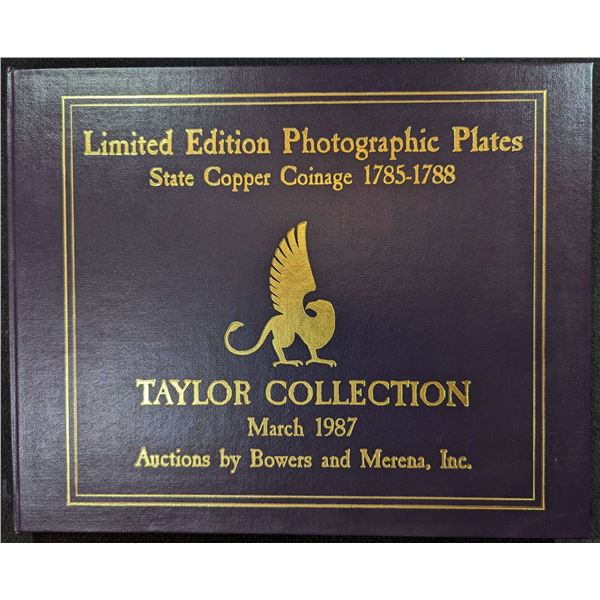 Limited Edition Photographic Plates
State Copper Coinage 1785-1788
TAYLOR COLLECTION
March 1987
Auctions by Bowers and Merena, Inc.